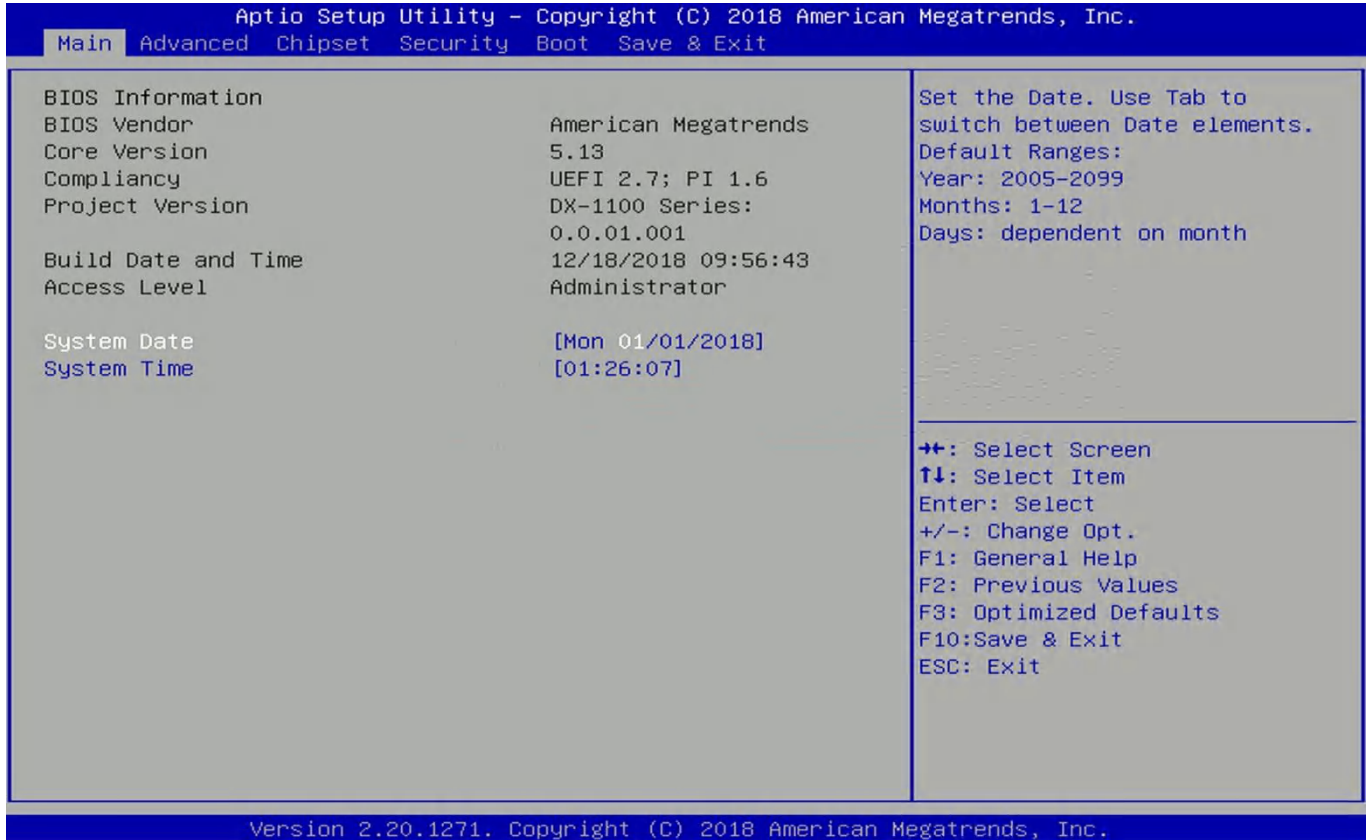 Aptio Setup Utility – Copyright (C) 2018 American Megatrends, Inc.
Main Advanced Chipset Security Boot Save & Exit
BIOS Information
BIOS Vendor American Megatrends
Core Version 5.13
Compliancy UEFI 2.7; PI 1.6
Project Version DX-1100 Series:
0.0.01.001
Build Date and Time 12/18/2018 09:56:43
Access Level Administrator
System Date [Mon 01/01/2018]
System Time [01:26:07]
Set the Date. Use Tab to
switch between Date elements.
Default Ranges:
Year: 2005-2099
Months: 1-12
Days: dependent on month
→←: Select Screen
↑↓: Select Item
Enter: Select
+/-: Change Opt.
F1: General Help
F2: Previous Values
F3: Optimized Defaults
F10:Save & Exit
ESC: Exit
Version 2.20.1271. Copyright (C) 2018 American Megatrends, Inc.